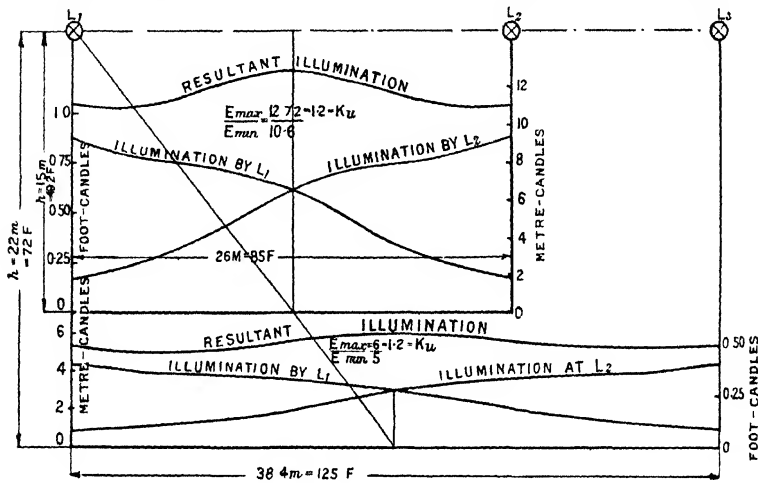 L1 L2 L3
RESULTANT ILLUMINATION
Emax = 12 72 = 1·2 = Ku
Emin 10·6
ILLUMINATION BY L1
ILLUMINATION BY L2
26M=85F
h=15m
h=22m
=72F
FOOT-CANDLES
1 0
0·75
0·50
0·25
0
METRE-CANDLES
12
10
8
6
4
2
0
RESULTANT ILLUMINATION
Emax=6=1·2=Ku
Emin 5
ILLUMINATION BY L1
ILLUMINATION AT L2
METRE-CANDLES
6
4
2
0
FOOT-CANDLES
0 50
0·25
0
38 4m=125 F